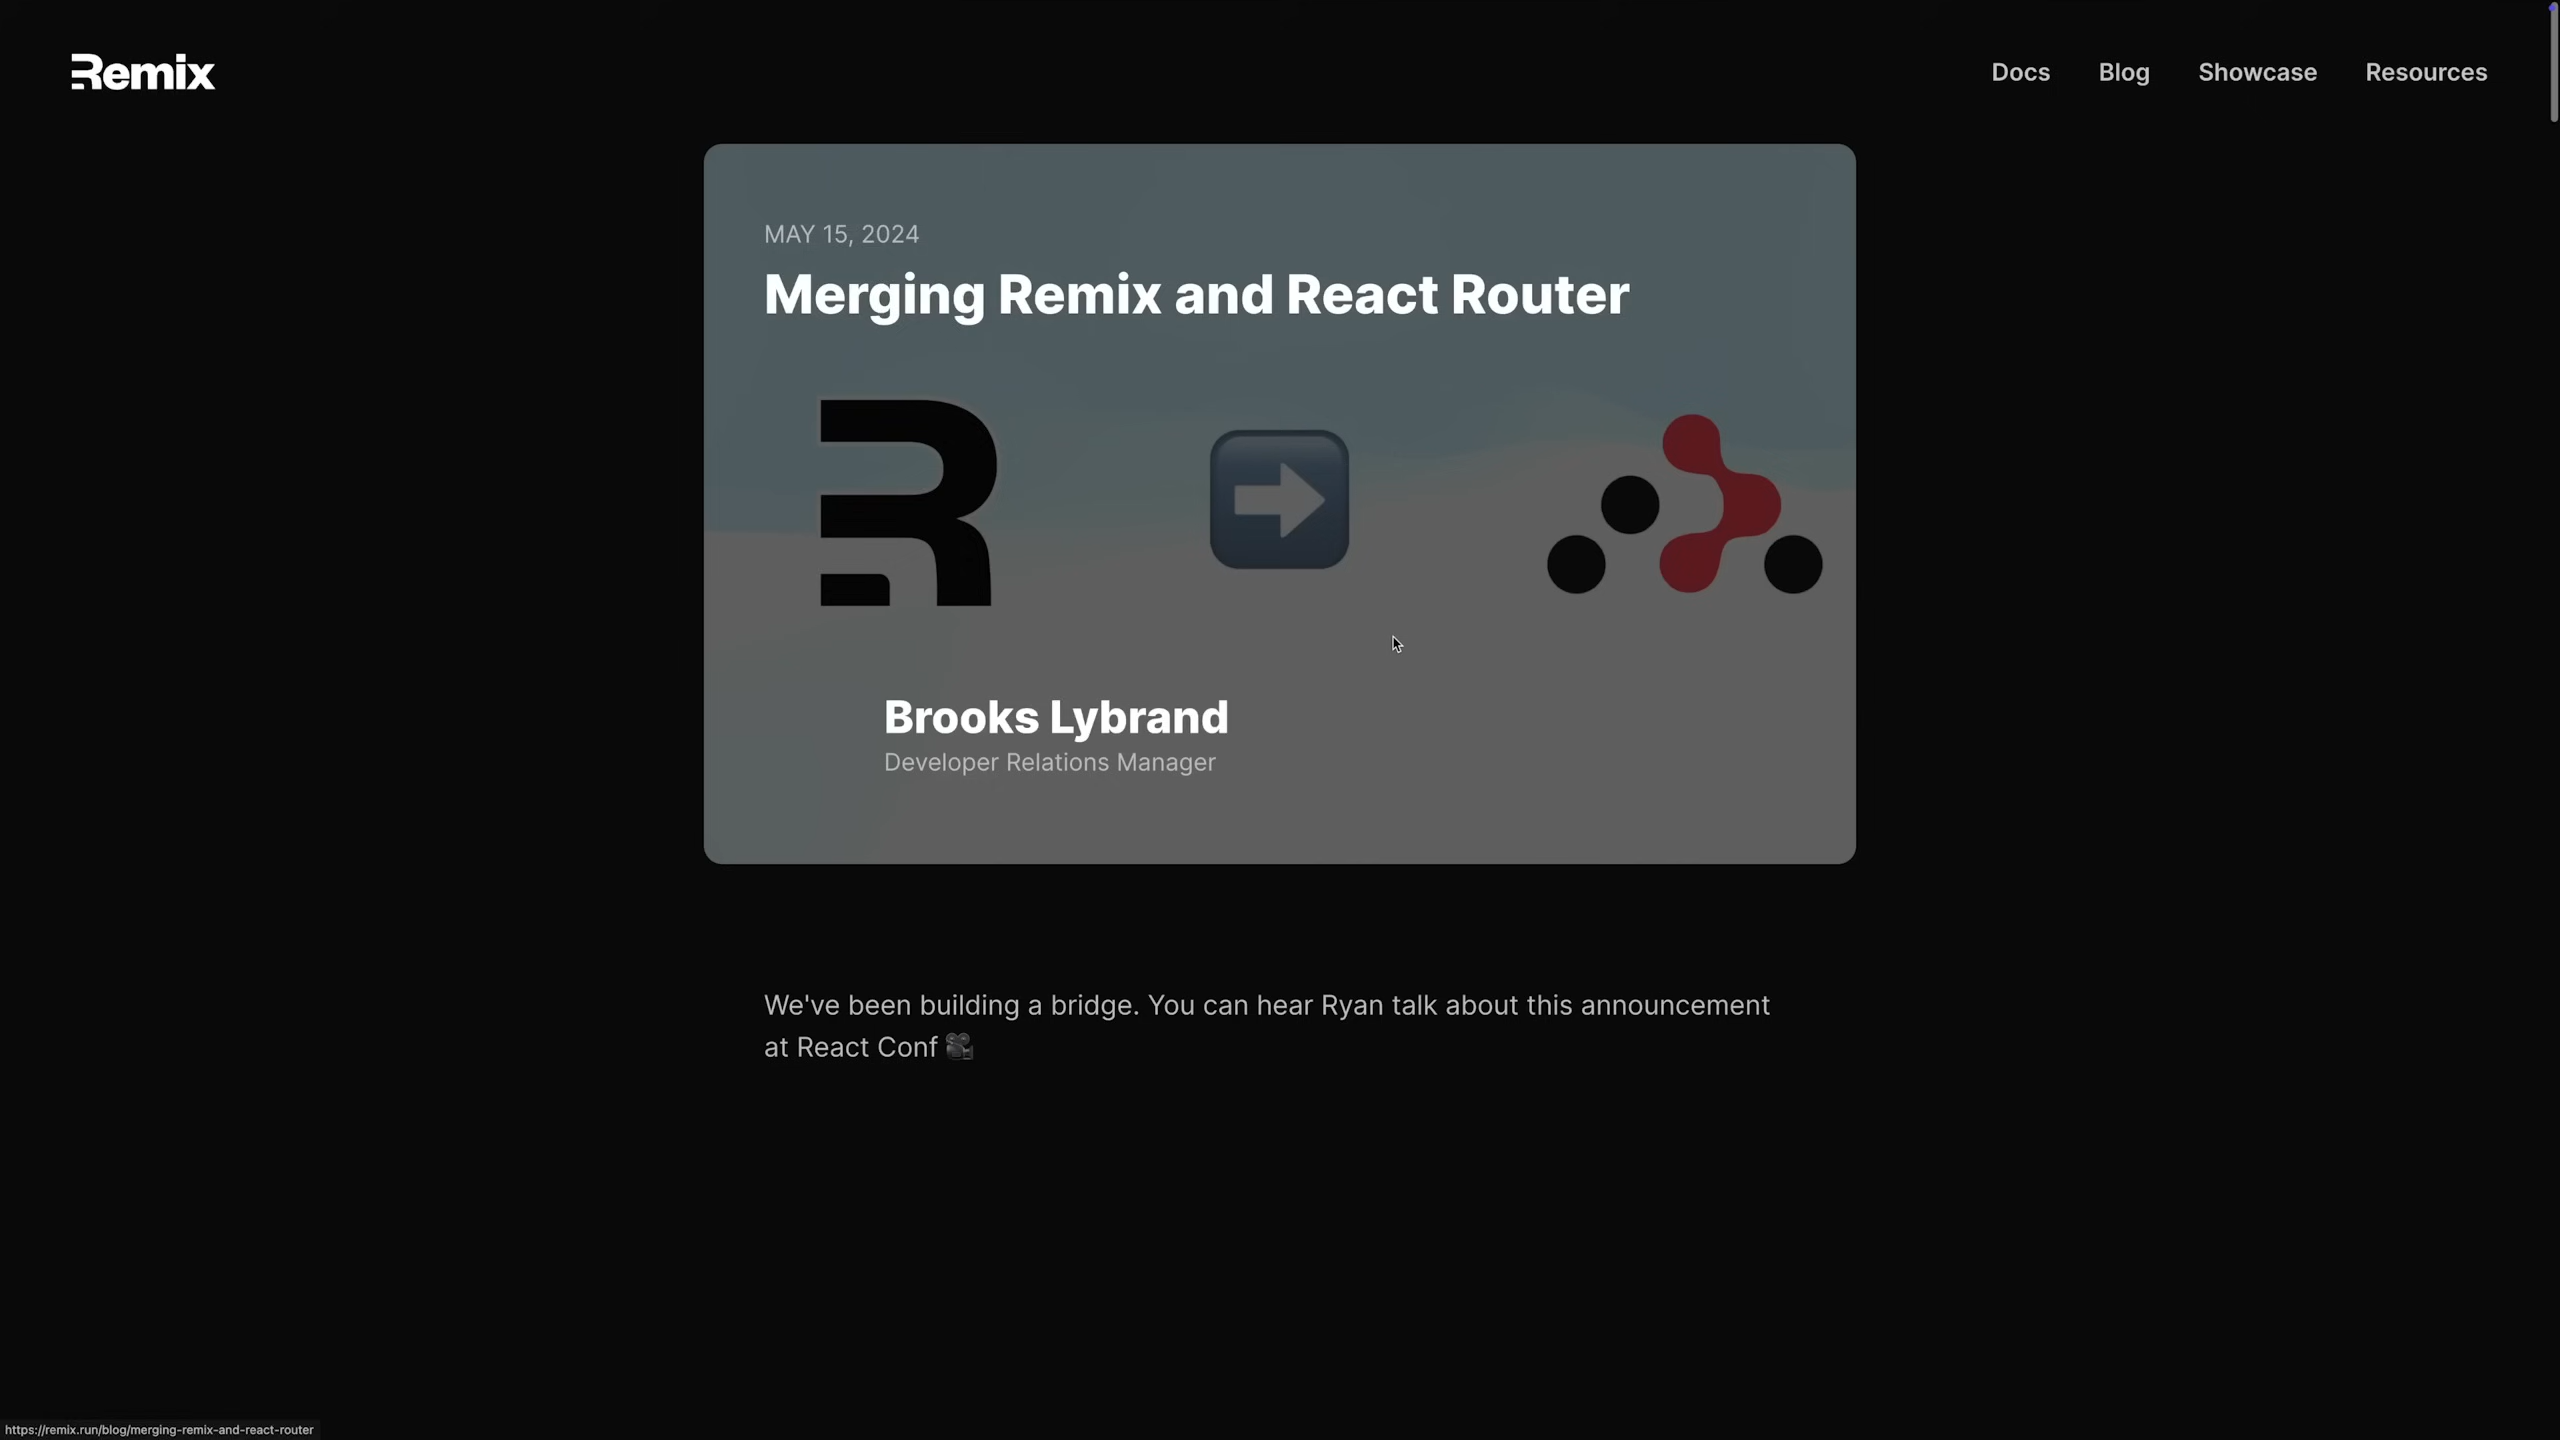 Remix
Docs Blog Showcase Resources
MAY 15, 2024
Merging Remix and React Router
Brooks Lybrand
Developer Relations Manager
We've been building a bridge. You can hear Ryan talk about this announcement
at React Conf 🎥
https://remix.run/blog/merging-remix-and-react-router